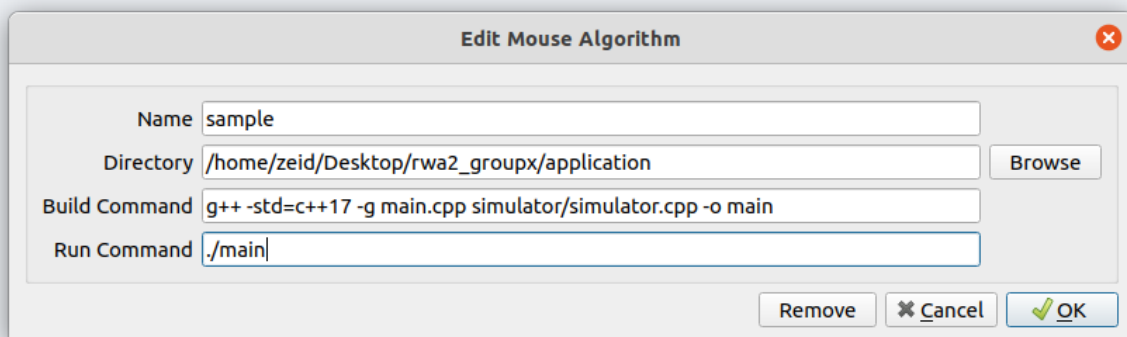 Edit Mouse Algorithm
Name sample
Directory /home/zeid/Desktop/rwa2_groupx/application Browse
Build Command g++ -std=c++17 -g main.cpp simulator/simulator.cpp -o main
Run Command ./main
Remove Cancel OK